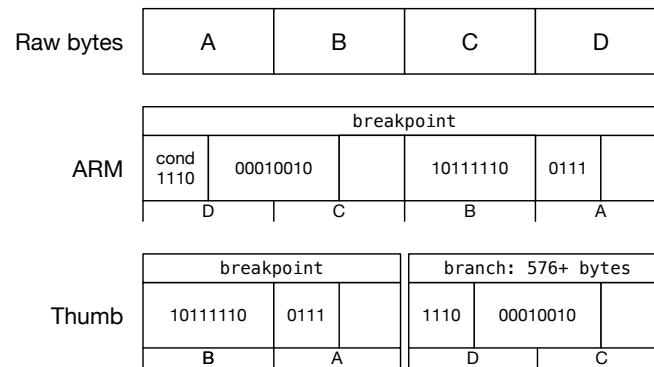 Raw bytes A B C D
breakpoint
ARM cond 1110 00010010 10111110 0111
D C B A
breakpoint branch: 576+ bytes
Thumb 10111110 0111 1110 00010010
B A D C